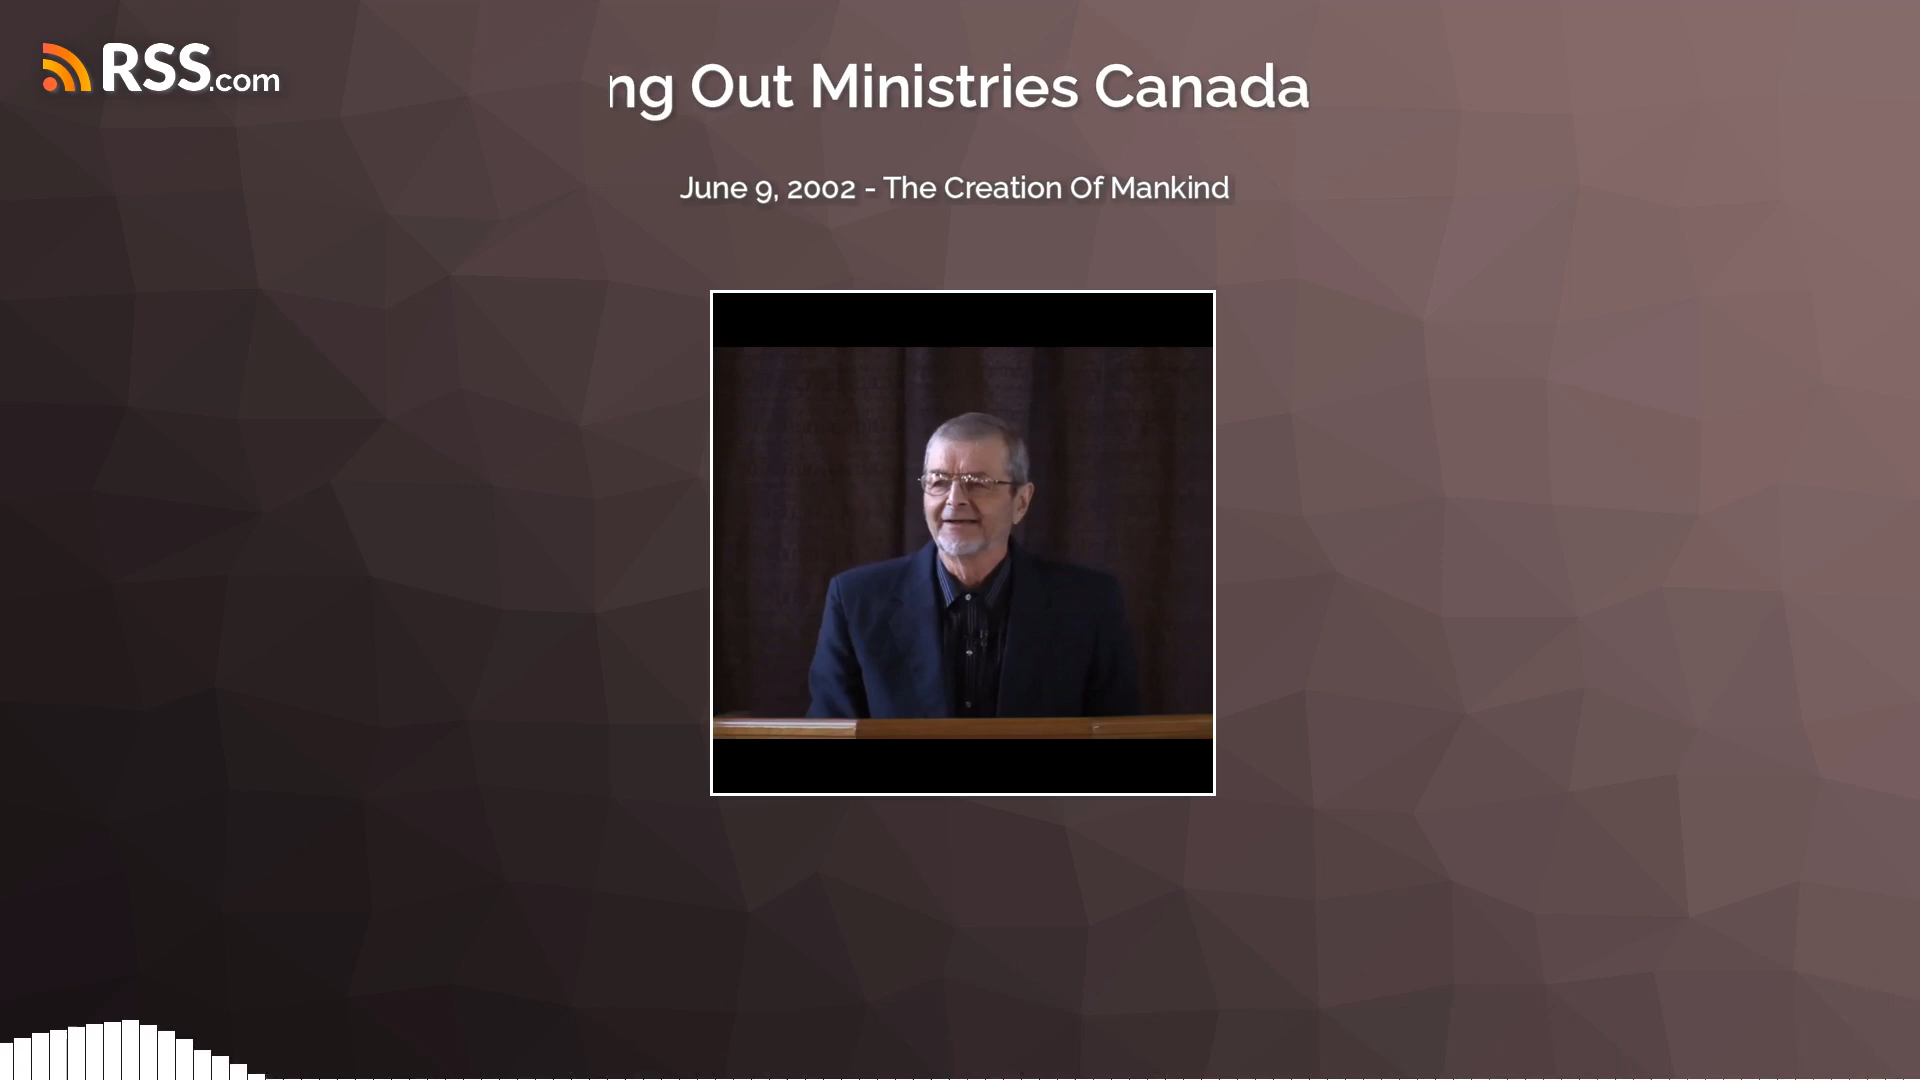 RSS.com
ng Out Ministries Canada
June 9, 2002 - The Creation Of Mankind